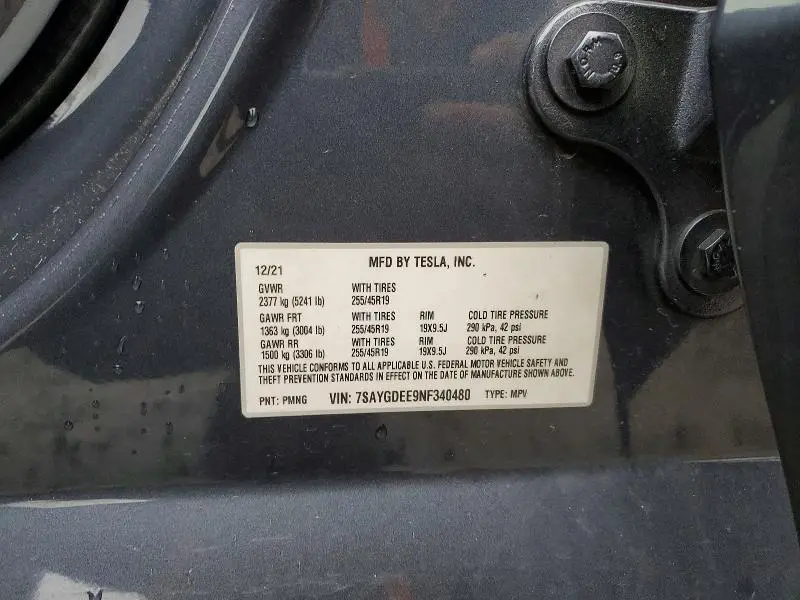 MFD BY TESLA, INC.
12/21
GVWR WITH TIRES
2377 kg (5241 lb) 255/45R19
GAWR FRT WITH TIRES RIM COLD TIRE PRESSURE
1363 kg (3004 lb) 255/45R19 19X9.5J 290 kPa, 42 psi
GAWR RR WITH TIRES RIM COLD TIRE PRESSURE
1500 kg (3306 lb) 255/45R19 19X9.5J 290 kPa, 42 psi
THIS VEHICLE CONFORMS TO ALL APPLICABLE U.S. FEDERAL MOTOR VEHICLE SAFETY AND
THEFT PREVENTION STANDARDS IN EFFECT ON THE DATE OF MANUFACTURE SHOWN ABOVE.
PNT: PMNG VIN: 7SAYGDEE9NF340480 TYPE: MPV